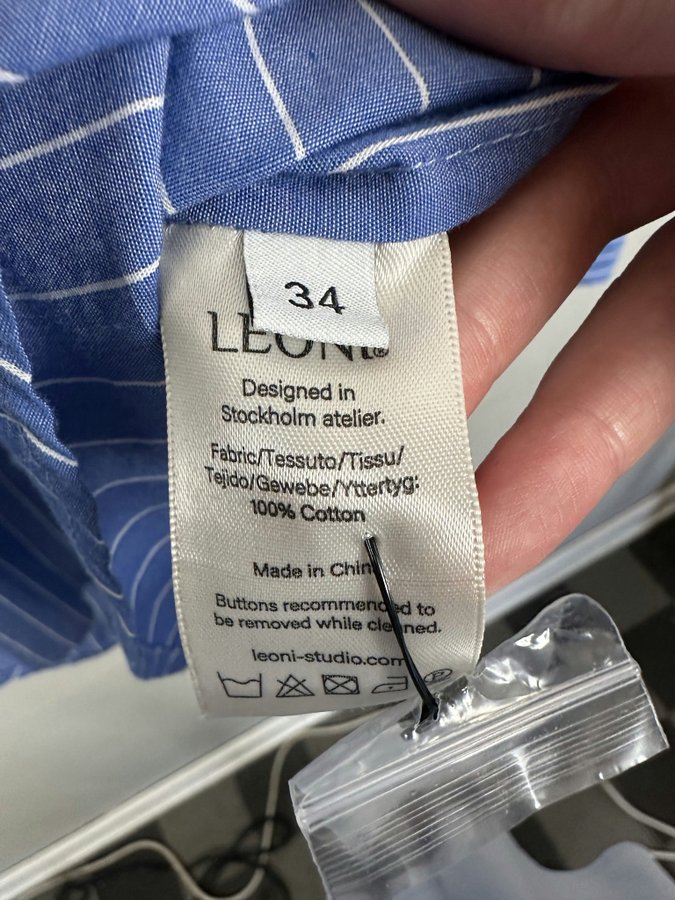 34
LEONI®
Designed in
Stockholm atelier.
Fabric/Tessuto/Tissu/
Tejido/Gewebe/Yttertyg:
100% Cotton
Made in China
Buttons recommended to
be removed while cleaned.
leoni-studio.com
P